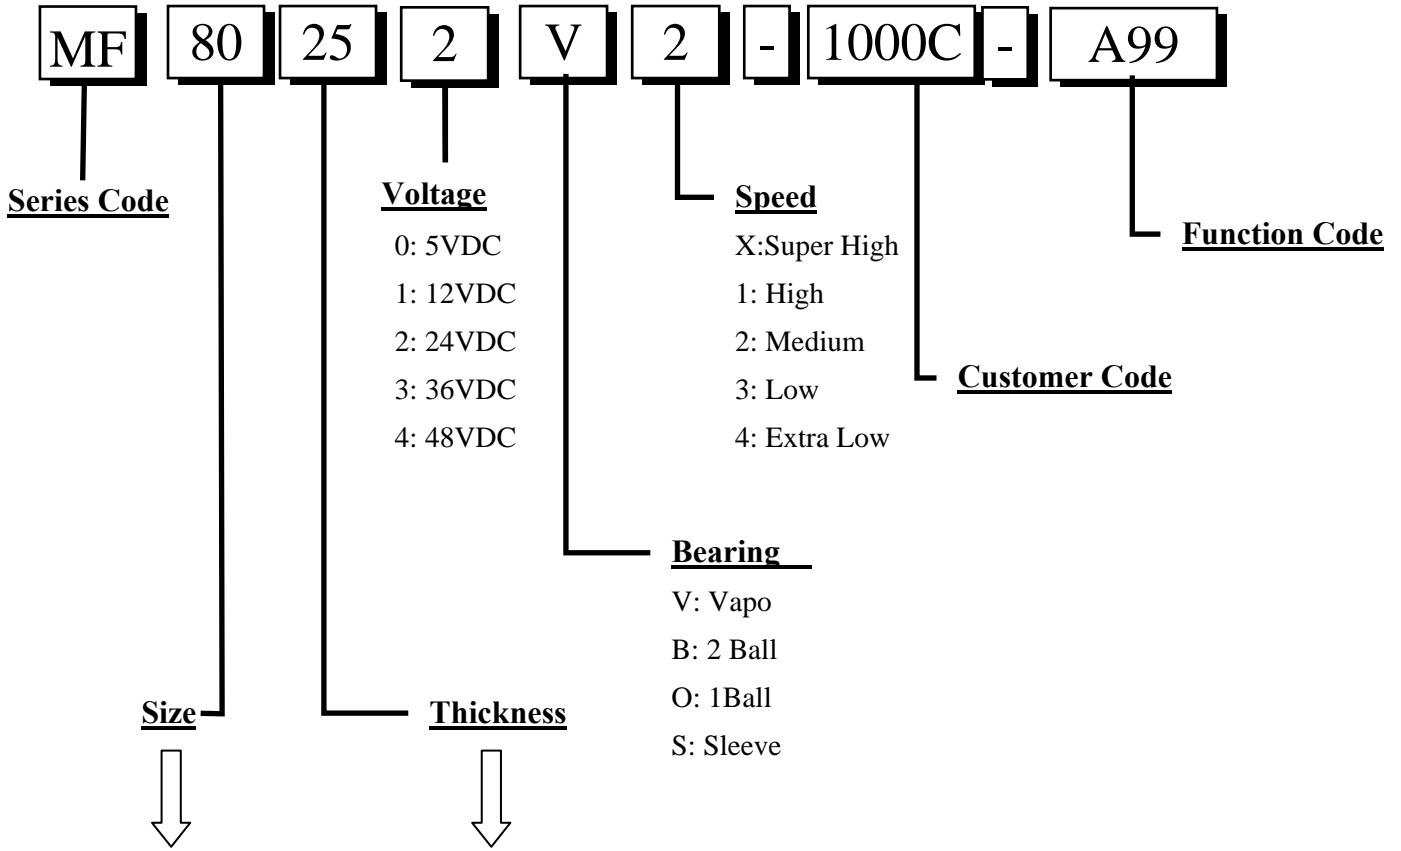 MF 80 25 2 V 2 - 1000C - A99
Series Code
Voltage
0: 5VDC
1: 12VDC
2: 24VDC
3: 36VDC
4: 48VDC
Speed
X:Super High
1: High
2: Medium
3: Low
4: Extra Low
Function Code
Customer Code
Bearing
V: Vapo
B: 2 Ball
O: 1Ball
S: Sleeve
Size
Thickness